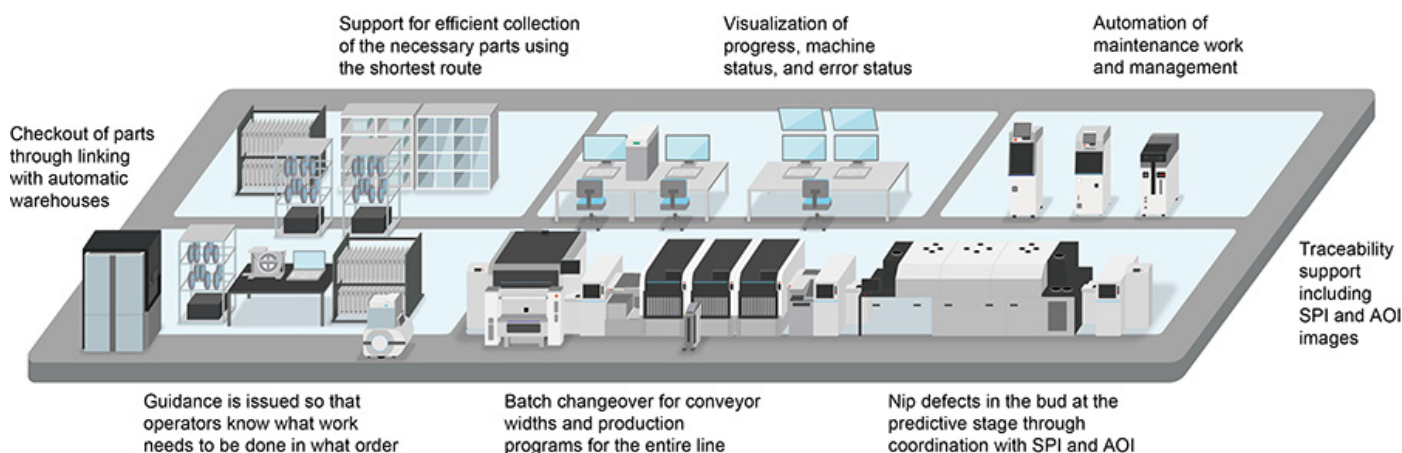 Support for efficient collection
of the necessary parts using
the shortest route
Visualization of
progress, machine
status, and error status
Automation of
maintenance work
and management
Checkout of parts
through linking
with automatic
warehouses
Traceability
support
including
SPI and AOI
images
Guidance is issued so that
operators know what work
needs to be done in what order
Batch changeover for conveyor
widths and production
programs for the entire line
Nip defects in the bud at the
predictive stage through
coordination with SPI and AOI